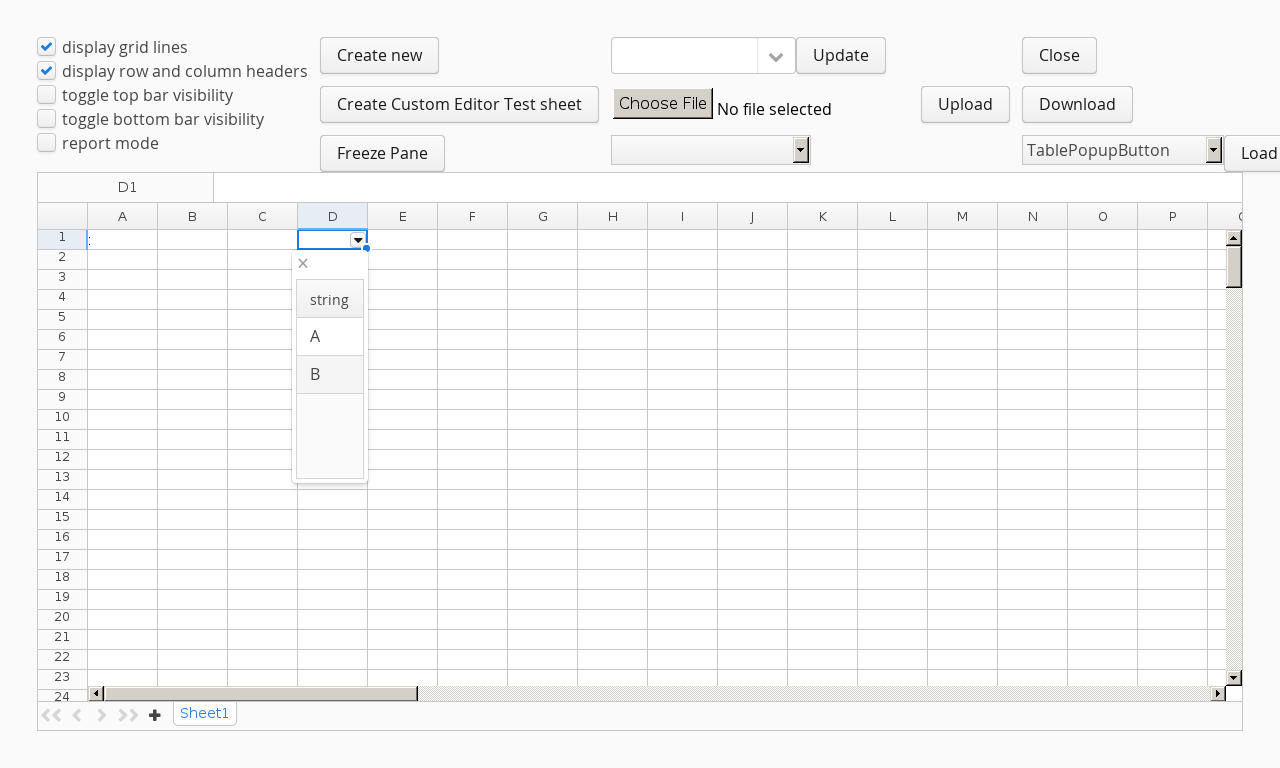 display grid lines
display row and column headers
toggle top bar visibility
toggle bottom bar visibility
report mode
Create new
Update
Close
Create Custom Editor Test sheet
Choose File No file selected
Upload
Download
Freeze Pane
TablePopupButton
Load
D1
A B C D E F G H I J K L M N O P
1 :
2
3
4
5
6
7
8
9
10
11
12
13
14
15
16
17
18
19
20
21
22
23
24
×
string
A
B
Sheet1